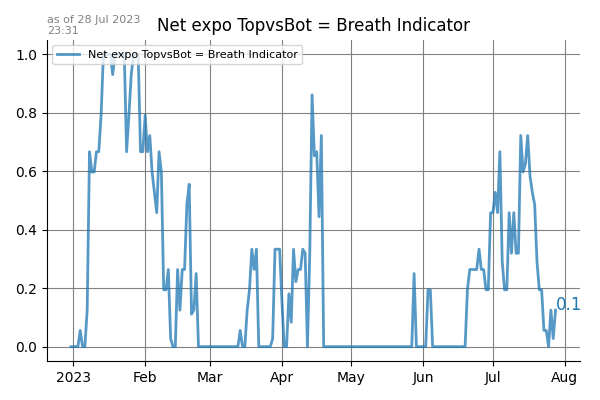 as of 28 Jul 2023
23:31
Net expo TopvsBot = Breath Indicator
Net expo TopvsBot = Breath Indicator
1.0
0.8
0.6
0.4
0.2
0.0
0.1
2023 Feb Mar Apr May Jun Jul Aug